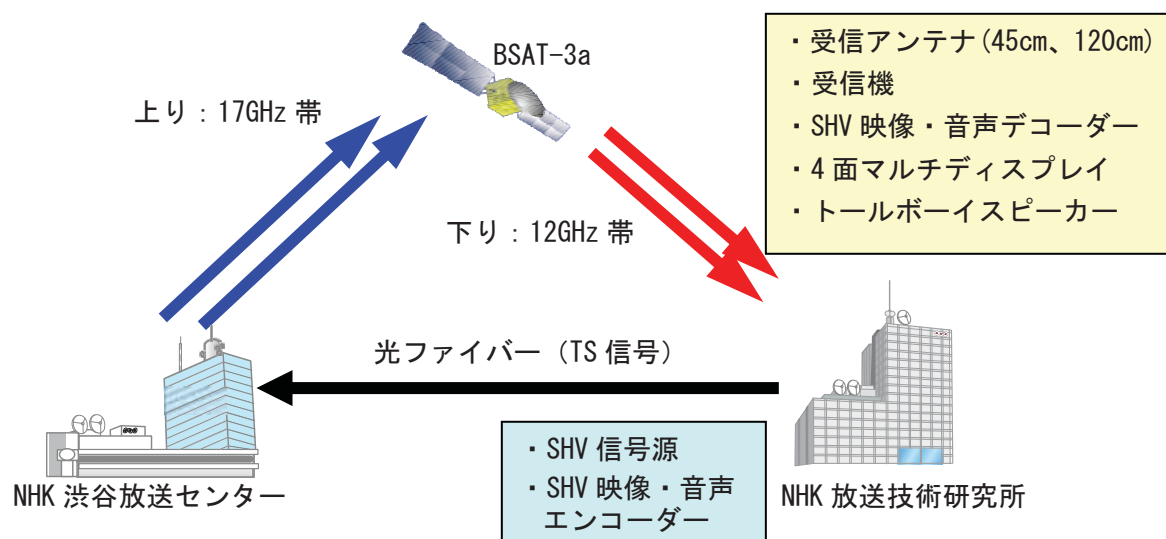 BSAT-3a
上り：17GHz 帯
下り：12GHz 帯
・受信アンテナ(45cm、120cm)
・受信機
・SHV 映像・音声デコーダー
・4 面マルチディスプレイ
・トールボーイスピーカー
光ファイバー（TS 信号）
・SHV 信号源
・SHV 映像・音声
エンコーダー
NHK 渋谷放送センター
NHK 放送技術研究所